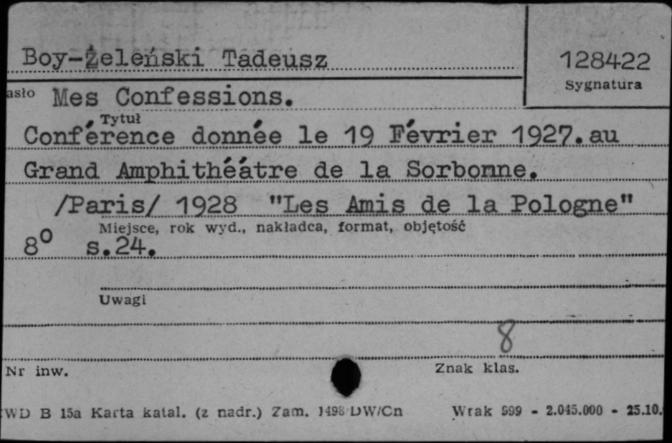 Boy-Żeleński Tadeusz
128422
Sygnatura
asło Mes Confessions.
Tytuł
Conférence donnée le 19 Février 1927.au
Grand Amphithéâtre de la Sorbonne.
/Paris/ 1928 "Les Amis de la Pologne"
Miejsce, rok wyd., nakładca, format, objętość
8° s.24.
Uwagi
8
Nr inw.
Znak klas.
WD B 15a Karta katal. (z nadr.) Zam. 1498 DW/Cn Wrak 599 - 2.045.000 - 25.10.